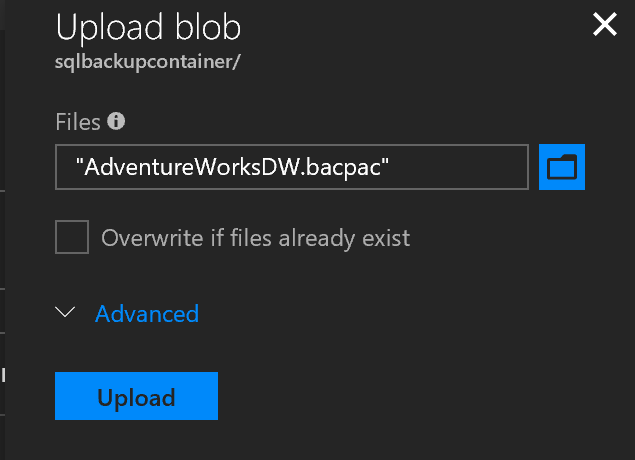 Upload blob
sqlbackupcontainer/
Files
"AdventureWorksDW.bacpac"
Overwrite if files already exist
Advanced
Upload